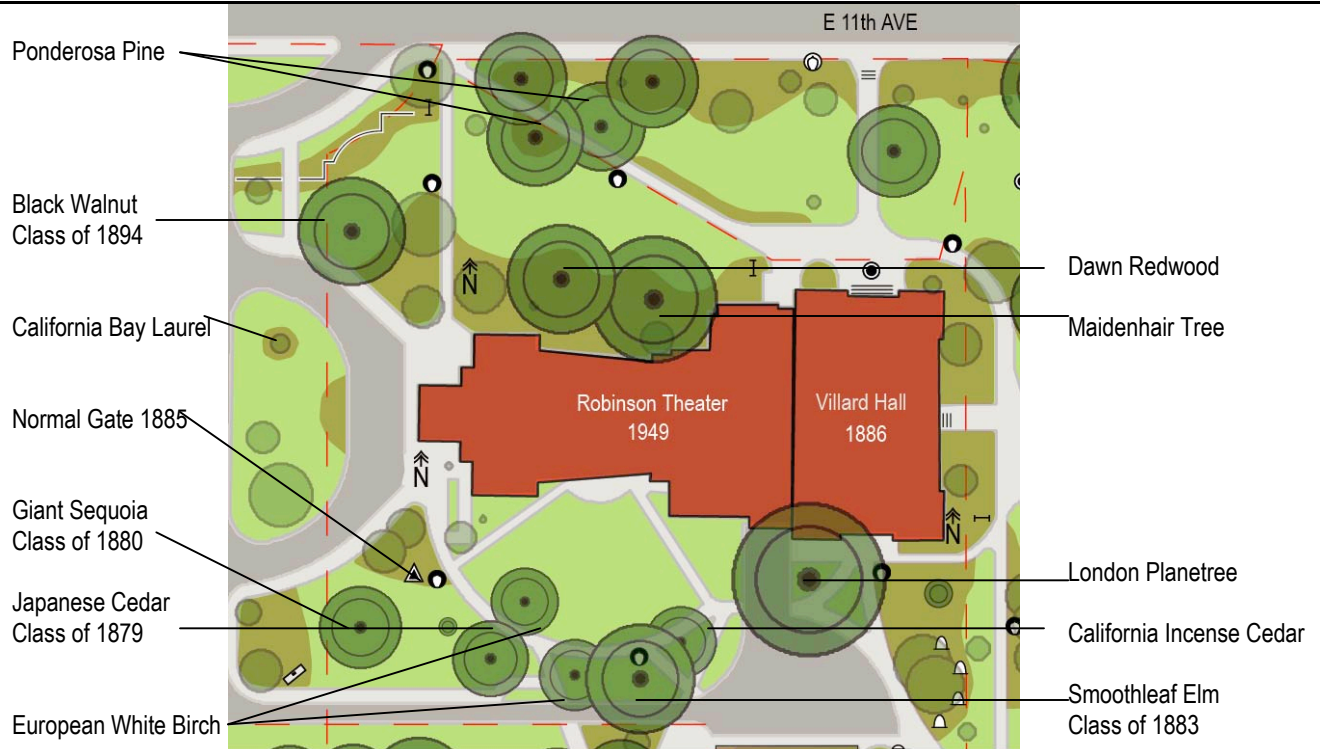 E 11th AVE
Ponderosa Pine
Black Walnut
Class of 1894
California Bay Laurel
Normal Gate 1885
Giant Sequoia
Class of 1880
Japanese Cedar
Class of 1879
European White Birch
N
N
N
Robinson Theater
1949
Villard Hall
1886
Dawn Redwood
Maidenhair Tree
London Planetree
California Incense Cedar
Smoothleaf Elm
Class of 1883